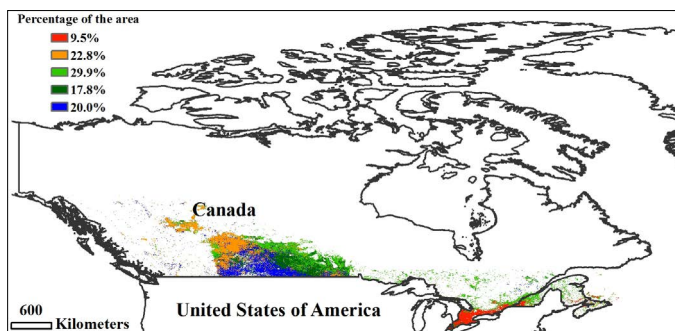 Percentage of the area
9.5%
22.8%
29.9%
17.8%
20.0%
Canada
600
Kilometers
United States of America